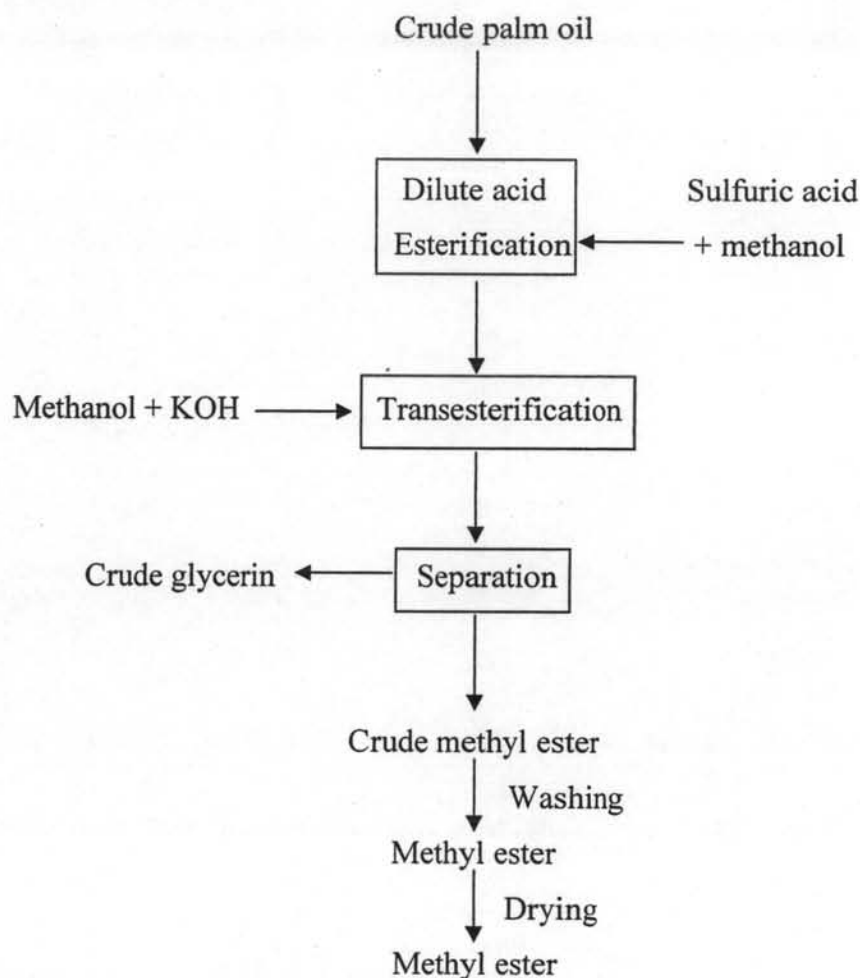 Crude palm oil
Dilute acid
Esterification
Sulfuric acid
+ methanol
Methanol + KOH
Transesterification
Crude glycerin
Separation
Crude methyl ester
Washing
Methyl ester
Drying
Methyl ester